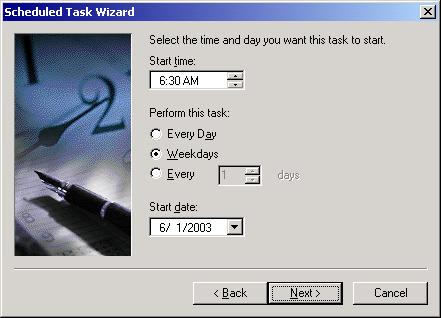 Scheduled Task Wizard
Select the time and day you want this task to start.
Start time:
6:30 AM
Perform this task:
Every Day
Weekdays
Every 1 days
Start date:
6/ 1/2003
< Back
Next >
Cancel